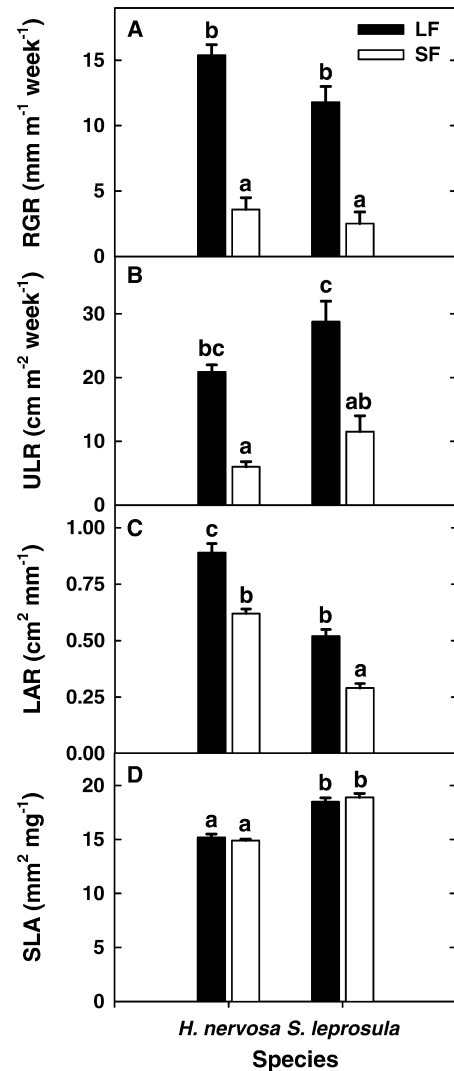 A
b
b
LF
SF
15
10
5
0
a
a
RGR (mm m-1 week-1)
B
c
bc
ab
a
30
20
10
0
ULR (cm m-2 week-1)
C
c
b
b
a
1.00
0.75
0.50
0.25
0.00
LAR (cm2 mm-1)
D
a
a
b
b
20
15
10
5
0
SLA (mm2 mg-1)
H. nervosa S. leprosula
Species